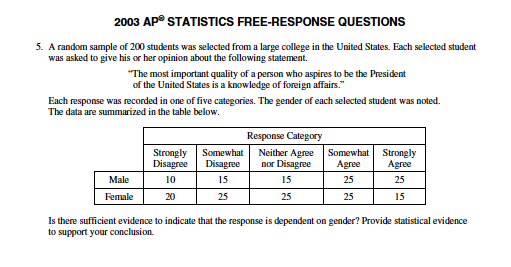 2003 AP® STATISTICS FREE-RESPONSE QUESTIONS
5. A random sample of 200 students was selected from a large college in the United States. Each selected student
was asked to give his or her opinion about the following statement.
"The most important quality of a person who aspires to be the President
of the United States is a knowledge of foreign affairs."
Each response was recorded in one of five categories. The gender of each selected student was noted.
The data are summarized in the table below.
Response Category
Strongly Disagree Somewhat Disagree Neither Agree nor Disagree Somewhat Agree Strongly Agree
Male 10 15 15 25 25
Female 20 25 25 25 15
Is there sufficient evidence to indicate that the response is dependent on gender? Provide statistical evidence
to support your conclusion.